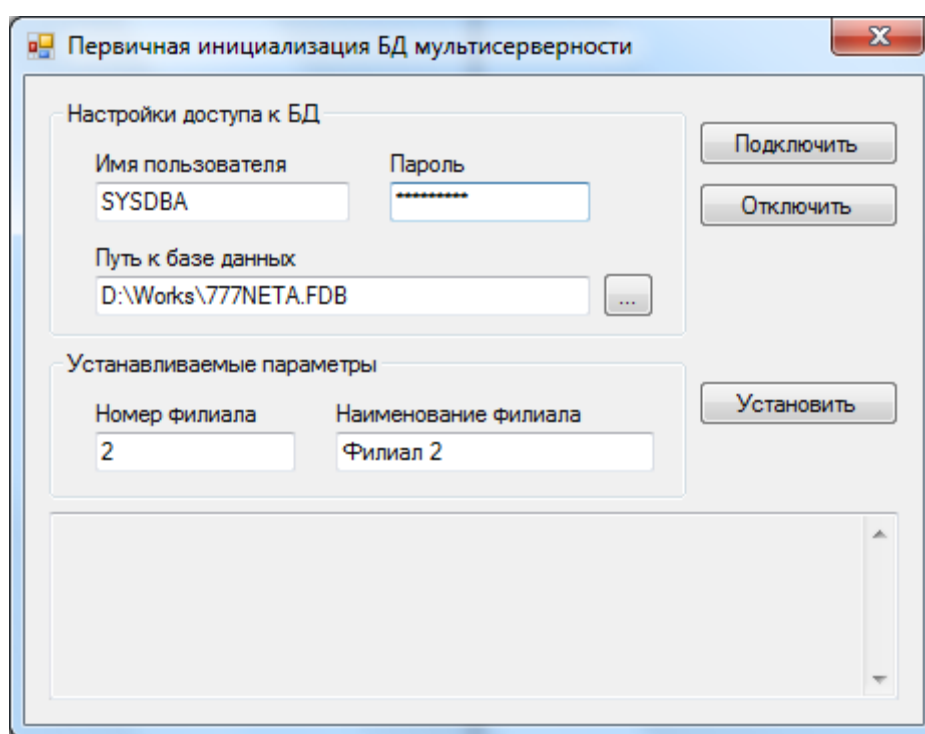 Первичная инициализация БД мультисерверности
Настройки доступа к БД
Имя пользователя Пароль
SYSDBA *********
Путь к базе данных
D:\Works\777NETA.FDB ...
Подключить
Отключить
Устанавливаемые параметры
Номер филиала Наименование филиала
2 Филиал 2
Установить